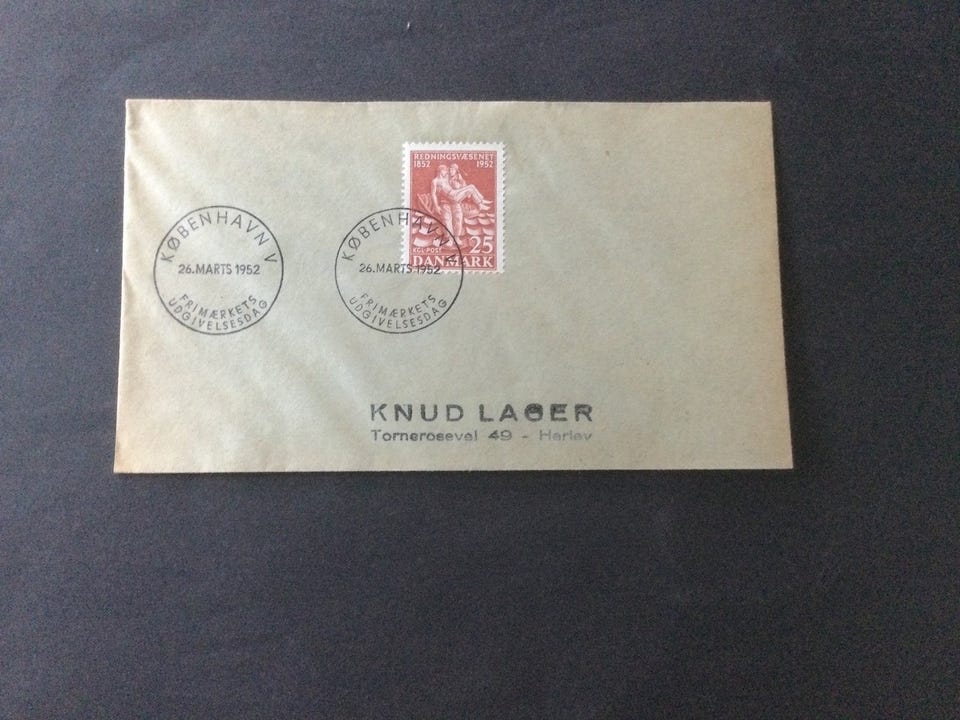 REDNINGSVÆSENET
1852 1952
KGL·POST 25
DANMARK
KØBENHAVN V
26.MARTS 1952
FRIMÆRKETS
UDGIVELSESDAG
KØBENHAVN V
26.MARTS 1952
FRIMÆRKETS
UDGIVELSESDAG
KNUD LAGER
Tornerosevej 49 - Herlev